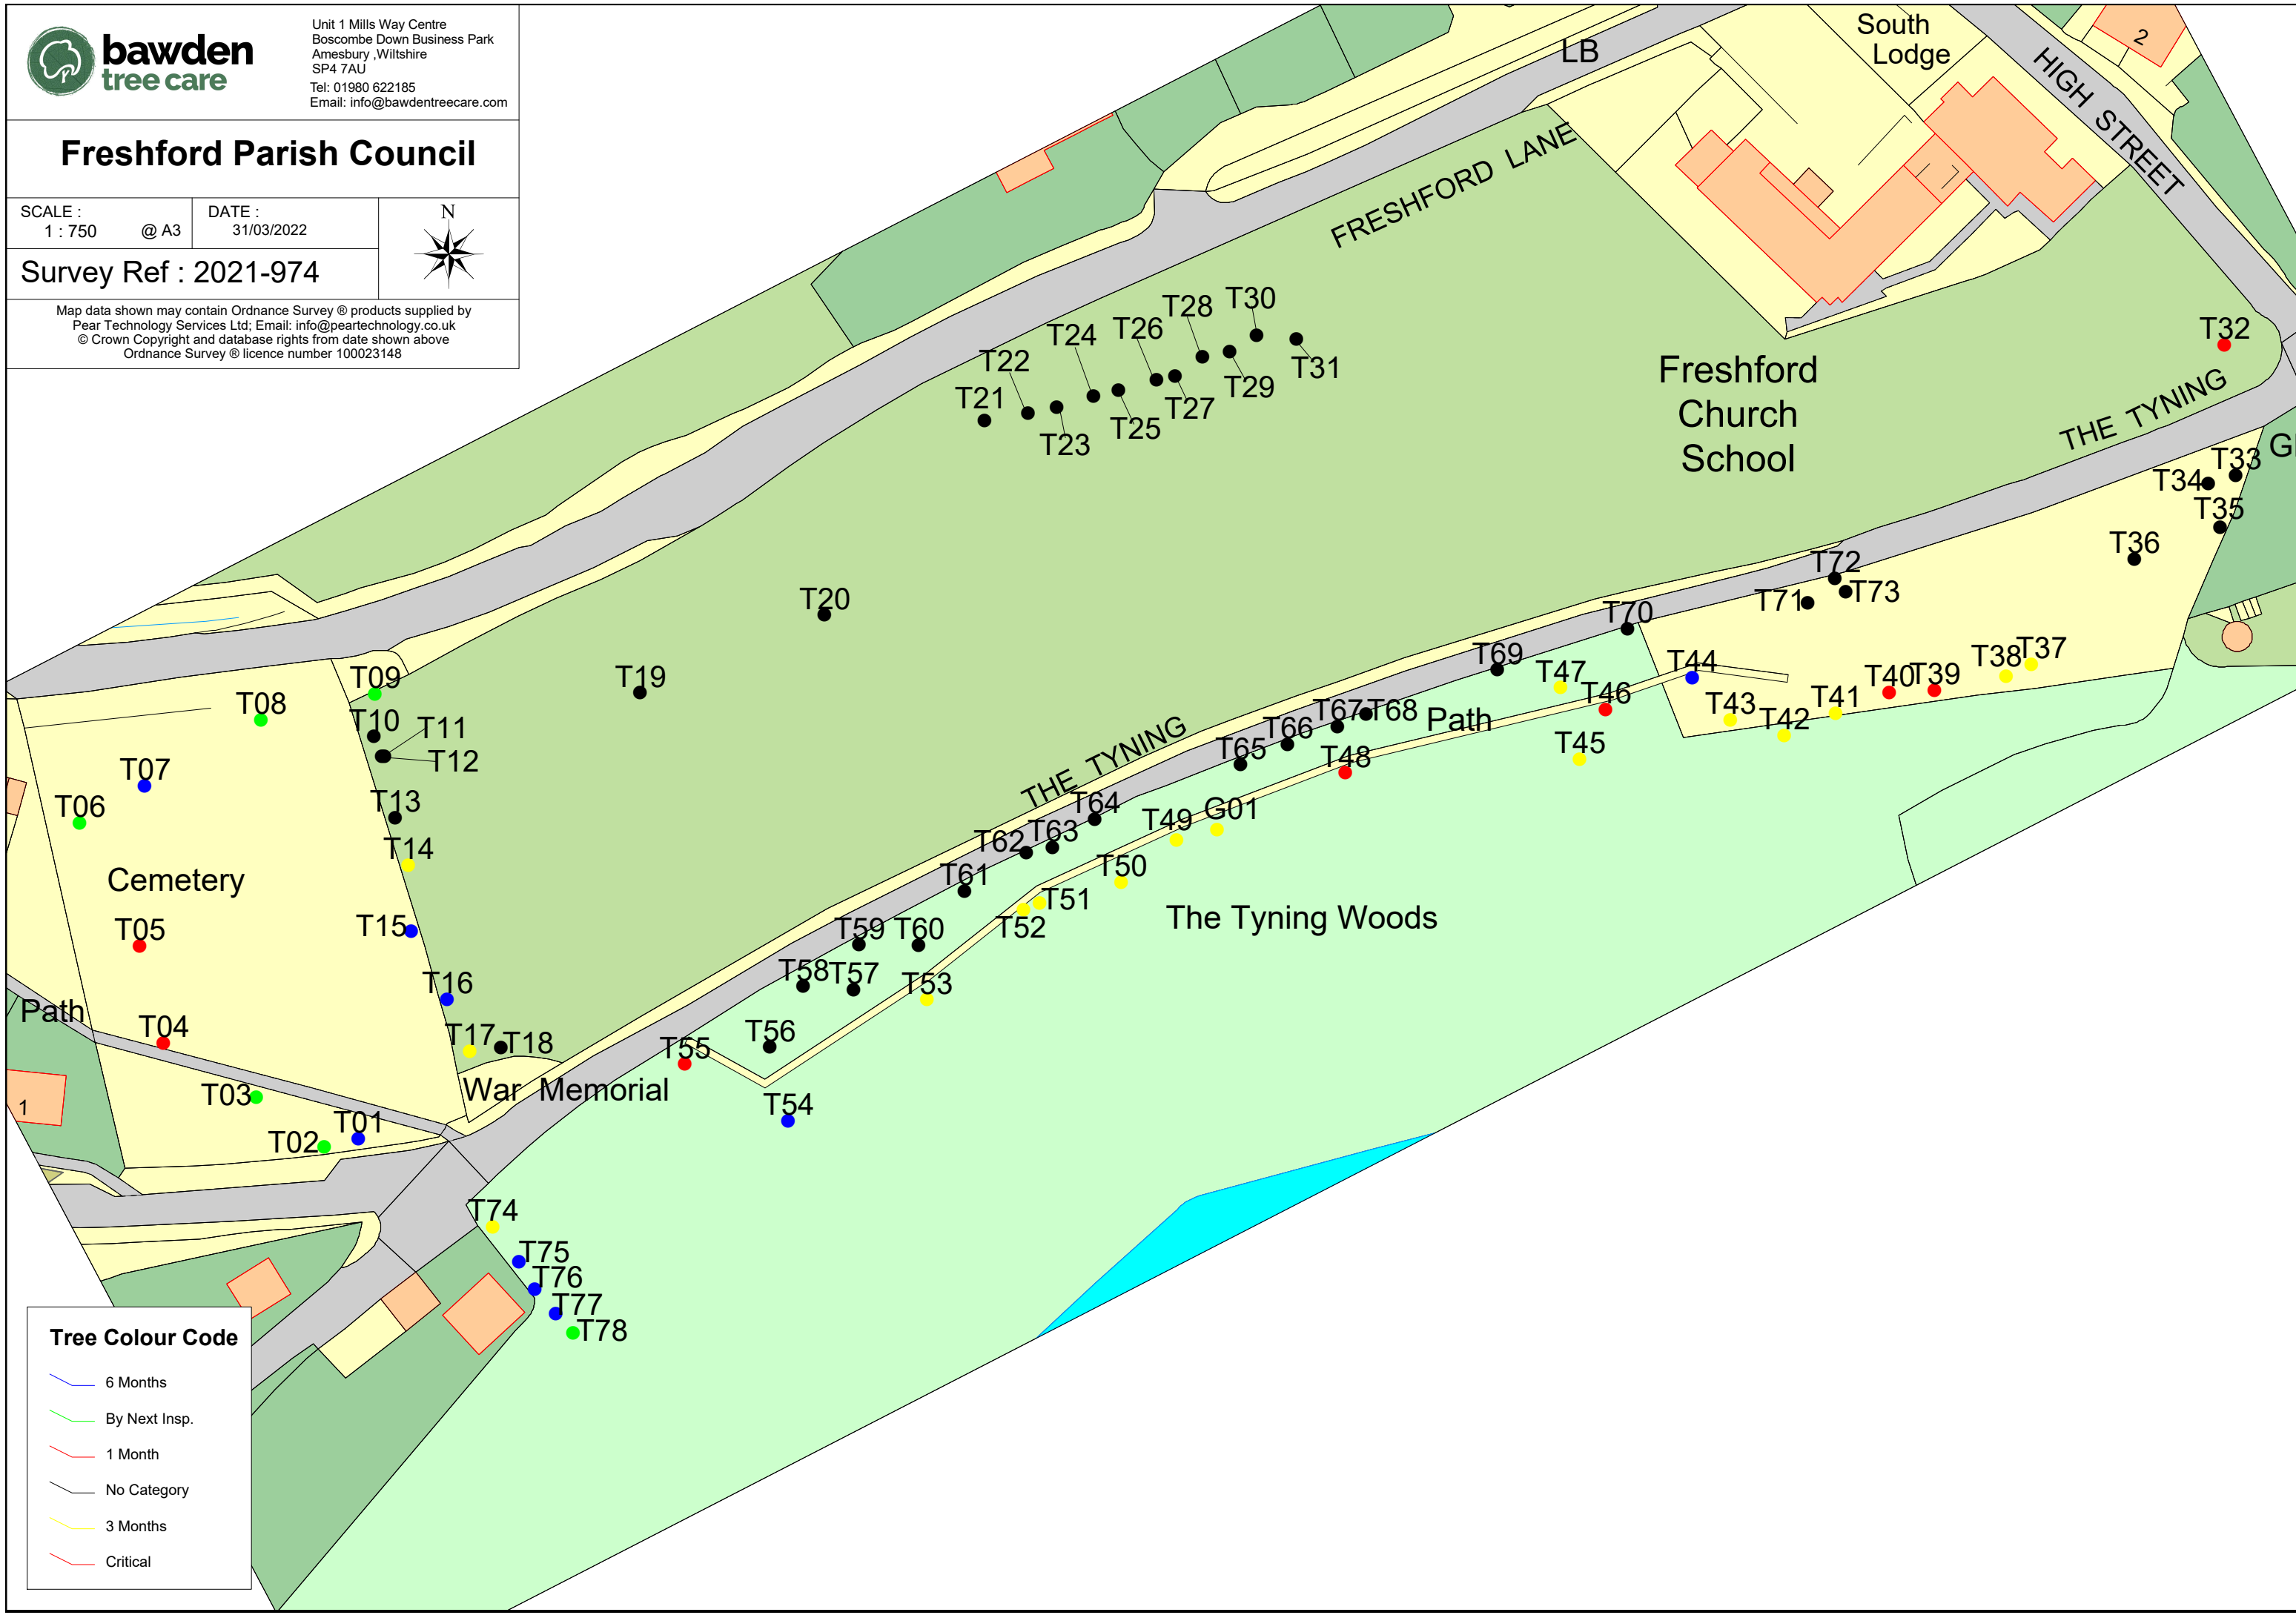 bawden
tree care
Unit 1 Mills Way Centre
Boscombe Down Business Park
Amesbury ,Wiltshire
SP4 7AU
Tel: 01980 622185
Email: info@bawdentreecare.com
Freshford Parish Council
SCALE :
1 : 750 @ A3
DATE :
31/03/2022
N
Survey Ref : 2021-974
Map data shown may contain Ordnance Survey ® products supplied by
Pear Technology Services Ltd; Email: info@peartechnology.co.uk
© Crown Copyright and database rights from date shown above
Ordnance Survey ® licence number 100023148
LB
South
Lodge
2
HIGH STREET
FRESHFORD LANE
T30
T28
T26
T24
T22
T21
T31
T29
T27
T25
T23
T32
Freshford
Church
School
THE TYNING
GI
T33
T34
T35
T36
T72
T73
T71
T70
T20
T19
T69
T47
T44
T46
T38
T37
T40
T39
T41
T43
T42
T45
T09
T08
T10
T11
T12
T07
T06
T13
T14
Cemetery
T05
T15
T16
Path
T04
T17
T18
T03
T01
T02
THE TYNING
T67
T68
Path
T66
T65
T48
T64
G01
T63
T49
T62
T50
T61
T51
T52
The Tyning Woods
T59
T60
T58
T57
T53
T56
T55
War Memorial
T54
1
T74
T75
T76
T77
T78
Tree Colour Code
6 Months
By Next Insp.
1 Month
No Category
3 Months
Critical